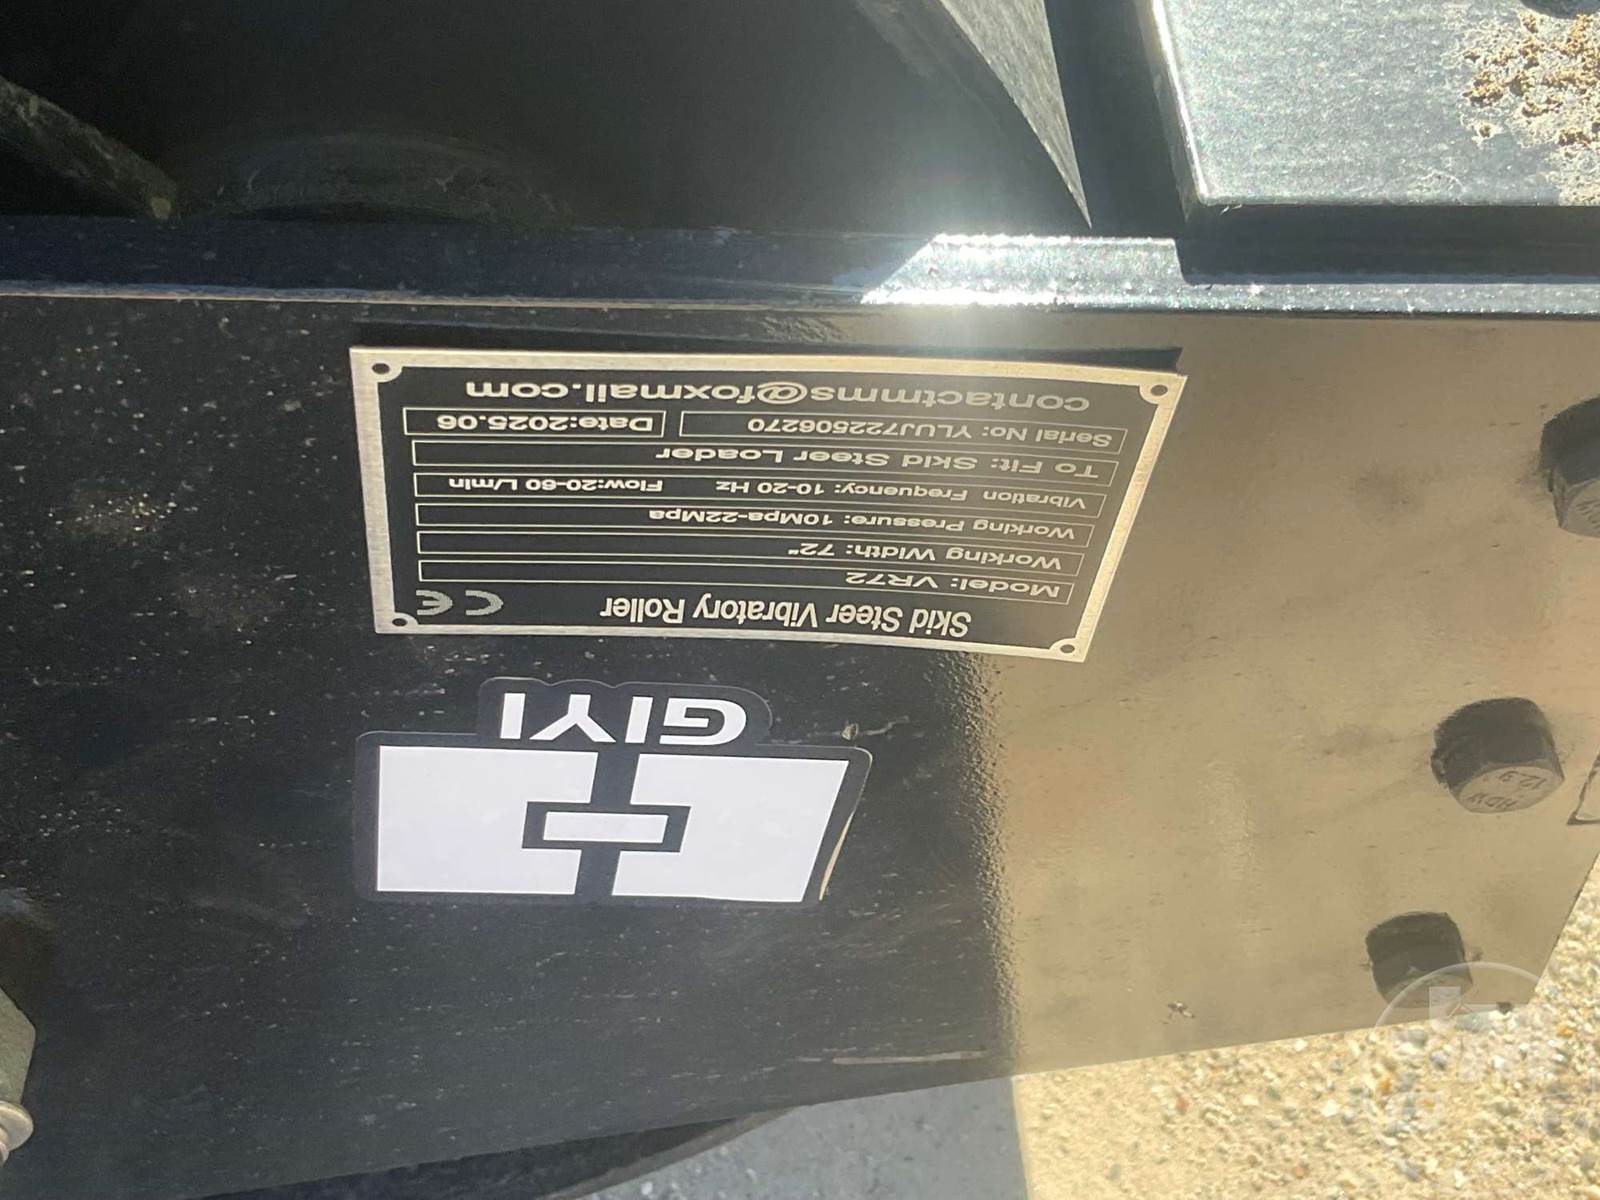 GIYI
Skid Steer Vibratory Roller CE
Model: VR72
Working Width: 72"
Working Pressure: 10Mpa-22Mpa
Vibration Frequency: 10-20 Hz Flow:20-60 L/min
To Fit: Skid Steer Loader
Serial No: YLUJ722506270 Date:2025.06
contactmms@foxmail.com
HDW
12.9